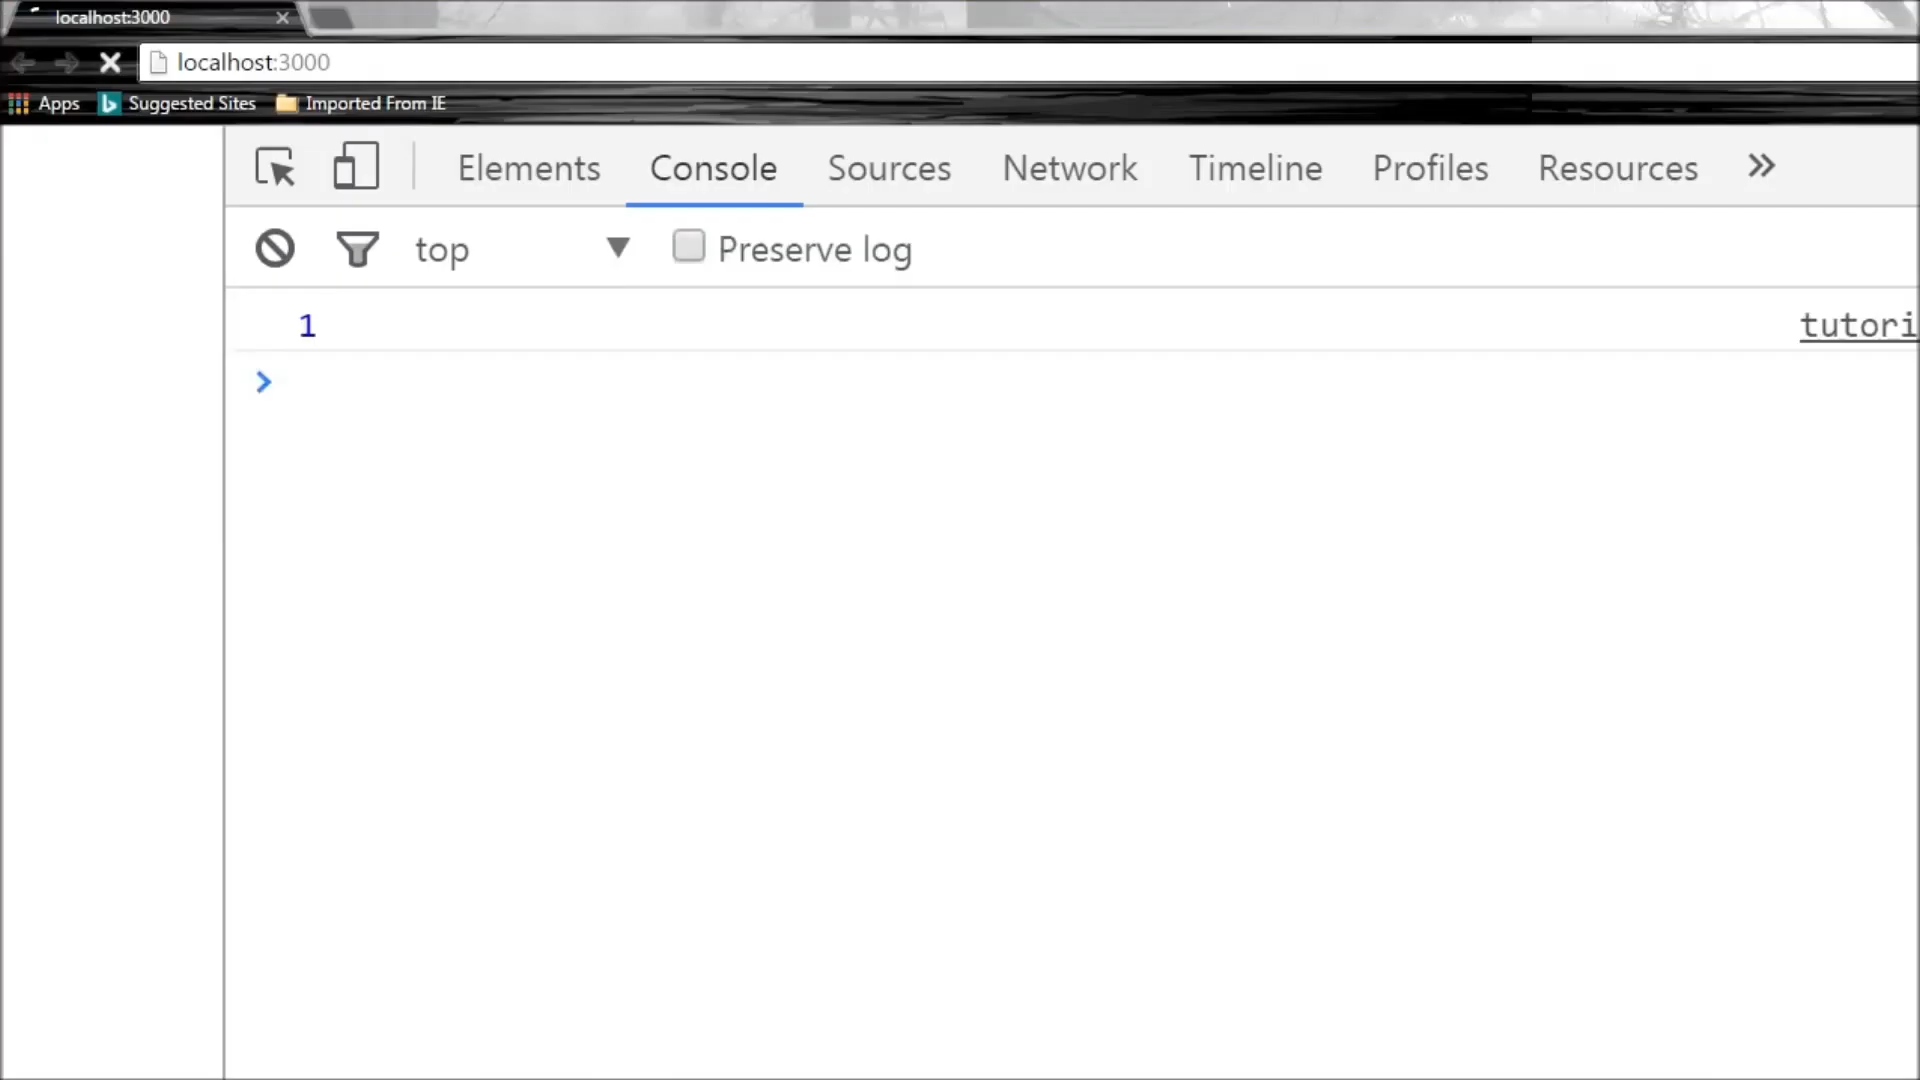 localhost:3000
localhost:3000
Apps Suggested Sites Imported From IE
Elements Console Sources Network Timeline Profiles Resources
top Preserve log
1 tutori